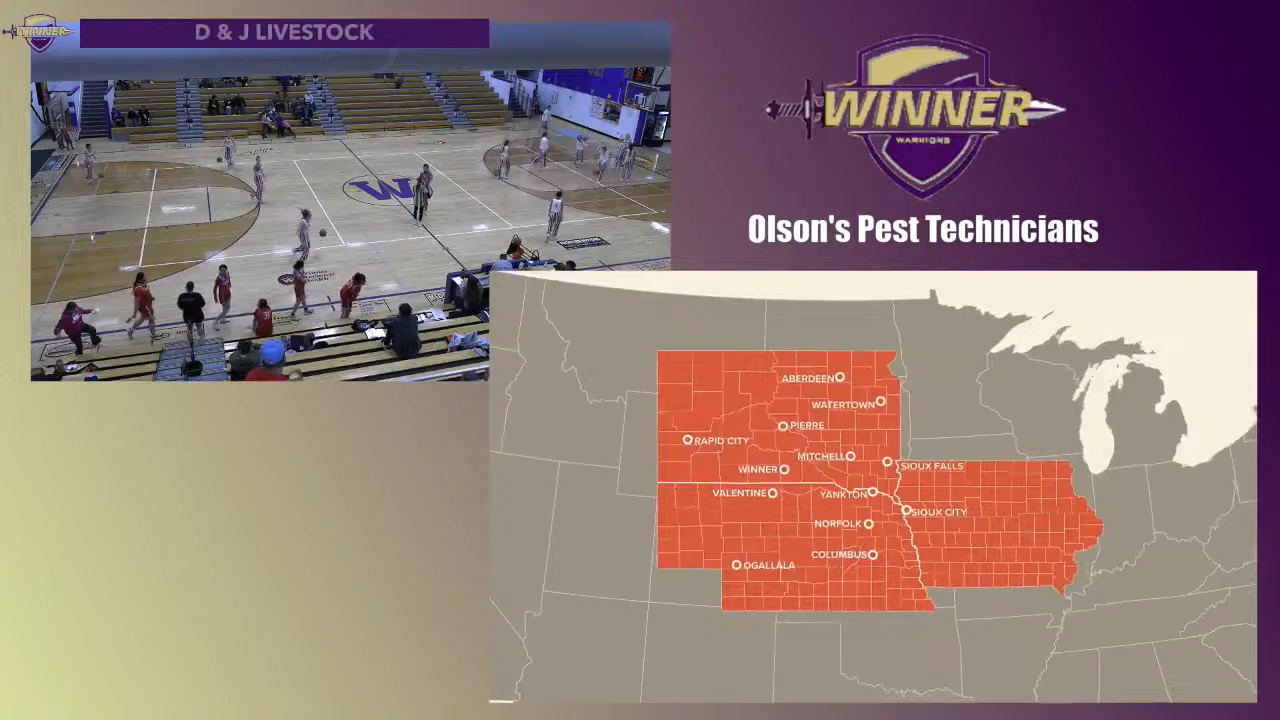 WINNER
D & J LIVESTOCK
W
WINNER
WARRIORS
Olson's Pest Technicians
ABERDEEN
WATERTOWN
PIERRE
RAPID CITY
MITCHELL
SIOUX FALLS
WINNER
VALENTINE
YANKTON
SIOUX CITY
NORFOLK
COLUMBUS
OGALLALA